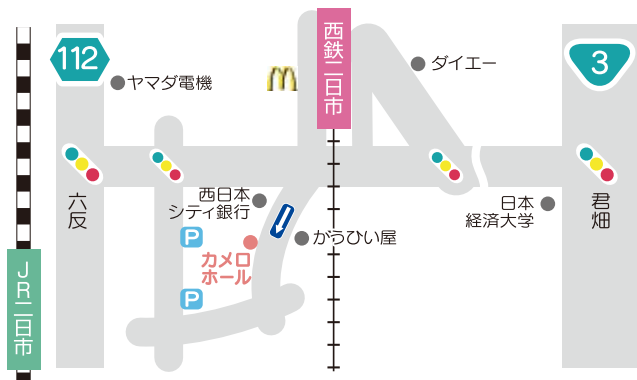 西鉄二日市
112
3
ダイエー
ヤマダ電機
六反
西日本
シティ銀行
日本
経済大学
君畑
P
からひい屋
カメロ
ホール
P
JR二日市